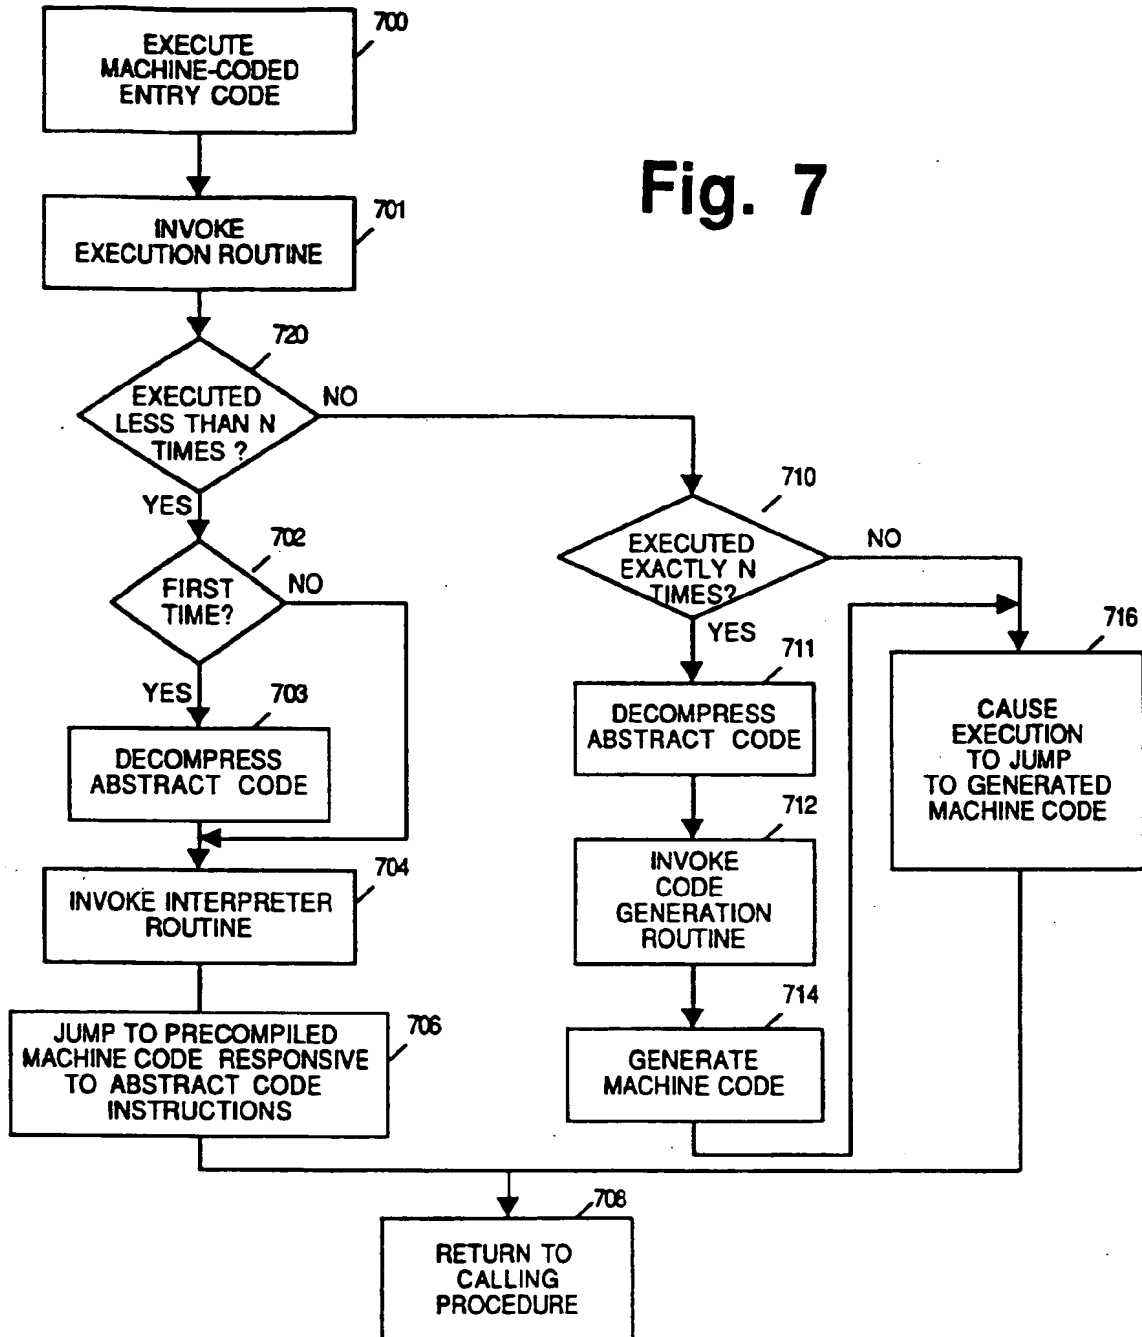 700
EXECUTE
MACHINE-CODED
ENTRY CODE
Fig. 7
701
INVOKE
EXECUTION ROUTINE
720
EXECUTED
LESS THAN N
TIMES ?
NO
YES
702
FIRST
TIME?
NO
YES
703
DECOMPRESS
ABSTRACT CODE
704
INVOKE INTERPRETER
ROUTINE
706
JUMP TO PRECOMPILED
MACHINE CODE RESPONSIVE
TO ABSTRACT CODE
INSTRUCTIONS
710
EXECUTED
EXACTLY N
TIMES?
NO
YES
711
DECOMPRESS
ABSTRACT CODE
712
INVOKE
CODE
GENERATION
ROUTINE
714
GENERATE
MACHINE CODE
716
CAUSE
EXECUTION
TO JUMP
TO GENERATED
MACHINE CODE
708
RETURN TO
CALLING
PROCEDURE